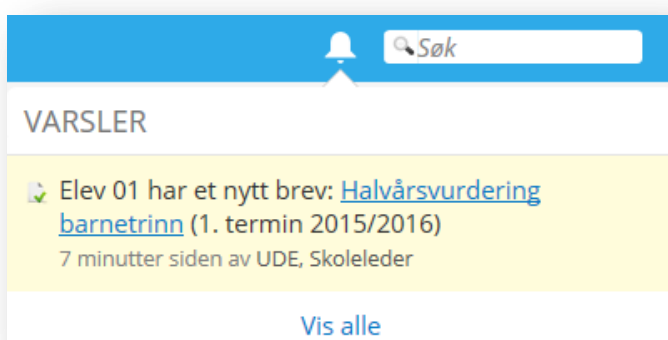 Søk
VARSLER
Elev 01 har et nytt brev: Halvårsvurdering
barnetrinn (1. termin 2015/2016)
7 minutter siden av UDE, Skoleleder
Vis alle